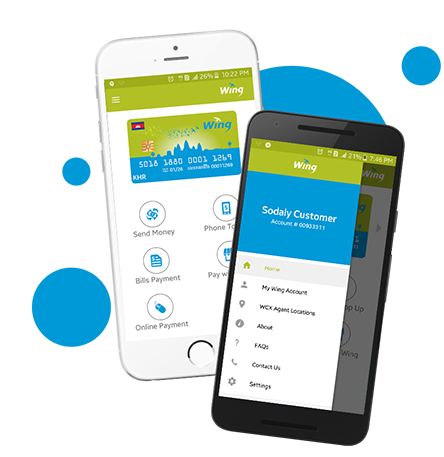 26% 10:22 PM
Wing
Wing
5018 1880 0001 1269
01/26 00011269
KHR
Send Money
Phone To
Bills Payment
Pay w
Online Payment
21% 7:46 PM
Wing
Sodaly Customer
Account # 00933311
Home
My Wing Account
WCX Agent Locations
About
FAQs
Contact Us
Settings
Wing
ap Up
Wing